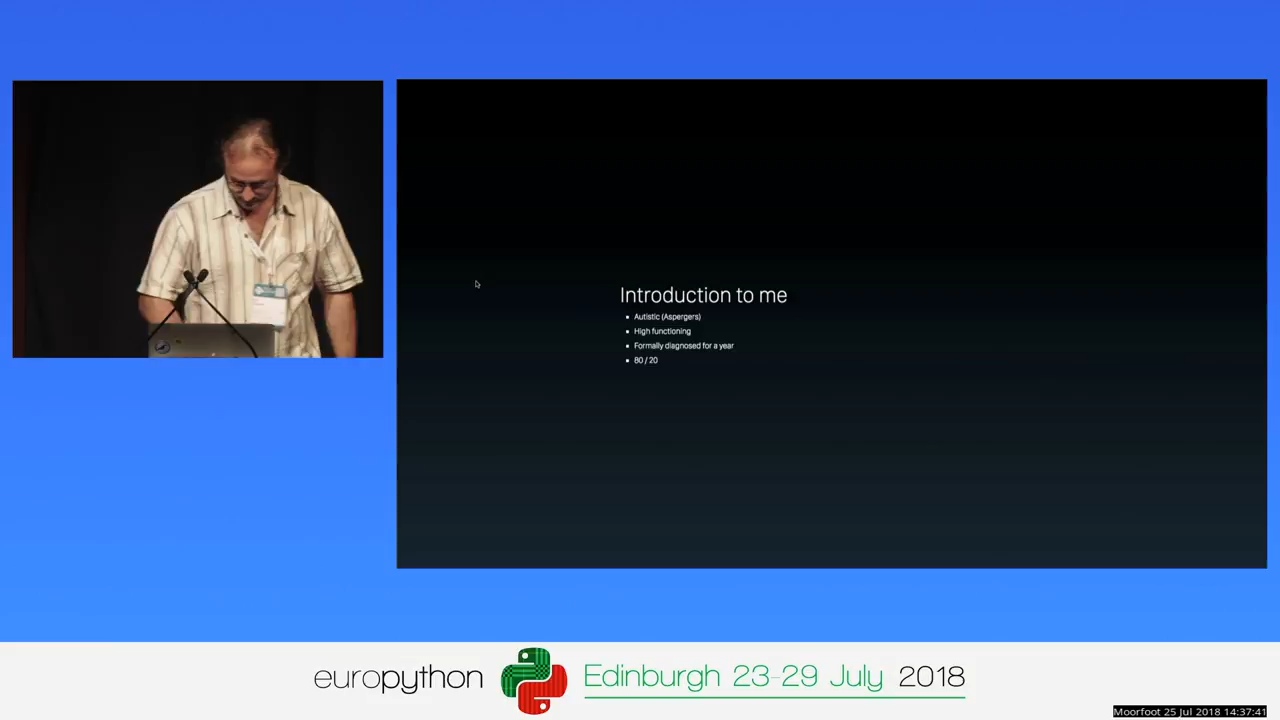 Introduction to me
Autistic (Aspergers)
High functioning
Formally diagnosed for a year
80 / 20
europython
Edinburgh 23-29 July 2018
Moorfoot 25 Jul 2018 14:37:41